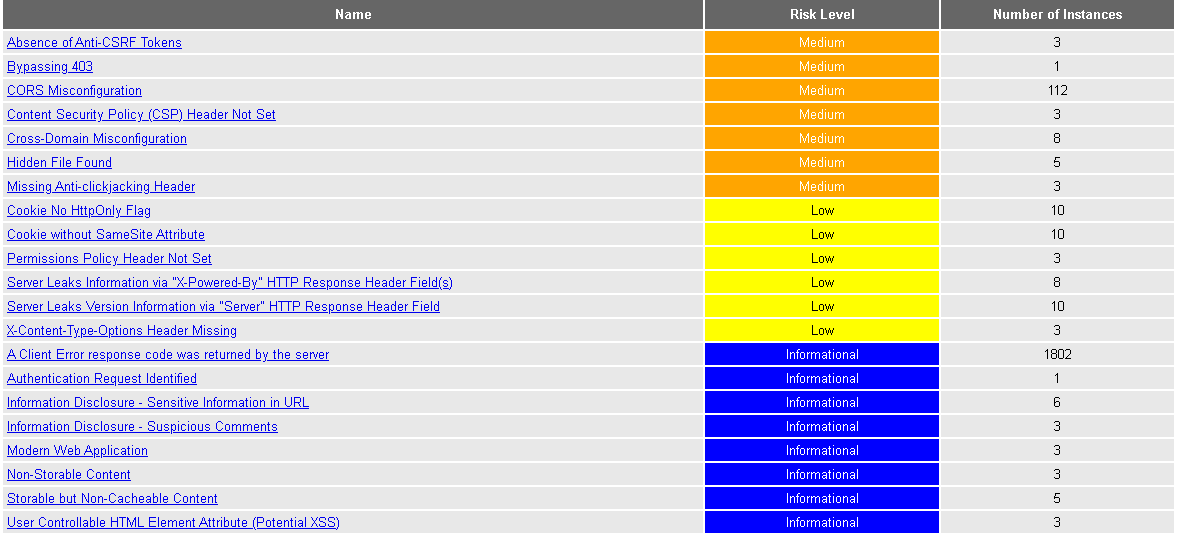 Name Risk Level Number of Instances
Absence of Anti-CSRF Tokens Medium 3
Bypassing 403 Medium 1
CORS Misconfiguration Medium 112
Content Security Policy (CSP) Header Not Set Medium 3
Cross-Domain Misconfiguration Medium 8
Hidden File Found Medium 5
Missing Anti-clickjacking Header Medium 3
Cookie No HttpOnly Flag Low 10
Cookie without SameSite Attribute Low 10
Permissions Policy Header Not Set Low 3
Server Leaks Information via "X-Powered-By" HTTP Response Header Field(s) Low 8
Server Leaks Version Information via "Server" HTTP Response Header Field Low 10
X-Content-Type-Options Header Missing Low 3
A Client Error response code was returned by the server Informational 1802
Authentication Request Identified Informational 1
Information Disclosure - Sensitive Information in URL Informational 6
Information Disclosure - Suspicious Comments Informational 3
Modern Web Application Informational 3
Non-Storable Content Informational 3
Storable but Non-Cacheable Content Informational 5
User Controllable HTML Element Attribute (Potential XSS) Informational 3